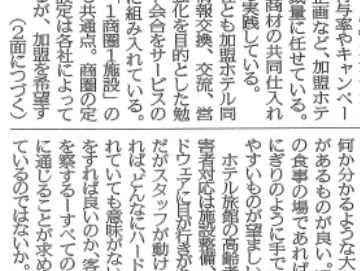 与率やキャンペ
企画など、加盟ホテ
裁量に任せている。
商材の共同仕入れ
実践している。
とも加盟ホテル同
情報交換、交流、営
化を目的とした勉
会合をサービスの
に組み入れている。
１商圏１施設」の
共通点。商圏の定
定は各社によって
が、加盟を希望す
（２面につづく）
何か分かるような大
があるものが良い。
の食事の場であれば
にぎりのように手で
やすいものが望ましい
ホテル旅館の高齢
害者対応は施設整備、
ドウェアに目が行きが
だがスタッフが動け
れば、どんなにハード
れていても意味がない
をすれば良いのか、客
を察する―すべての
に通じることが求め
ているのではないか。